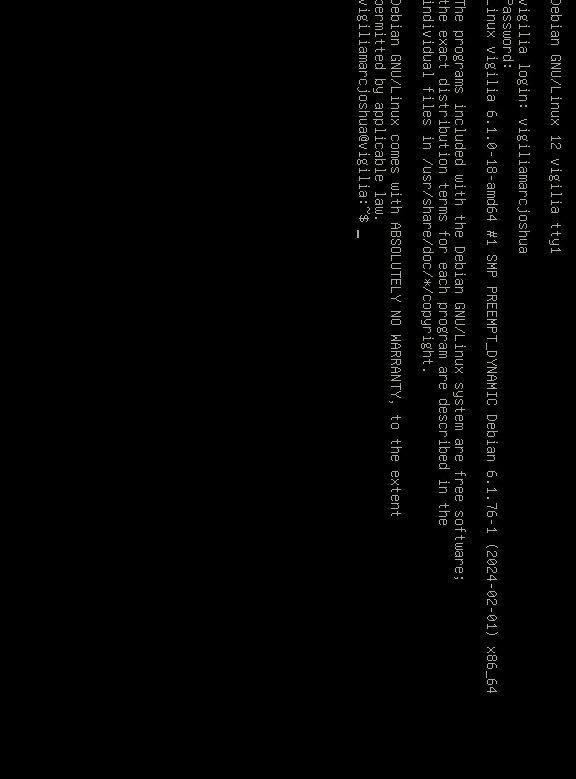 Debian GNU/Linux 12 vigilia tty1
vigilia login: vigiliamarcjoshua
Password:
Linux vigilia 6.1.0-18-amd64 #1 SMP PREEMPT_DYNAMIC Debian 6.1.76-1 (2024-02-01) x86_64
The programs included with the Debian GNU/Linux system are free software;
the exact distribution terms for each program are described in the
individual files in /usr/share/doc/*/copyright.
Debian GNU/Linux comes with ABSOLUTELY NO WARRANTY, to the extent
permitted by applicable law.
vigiliamarcjoshua@vigilia:~$ _